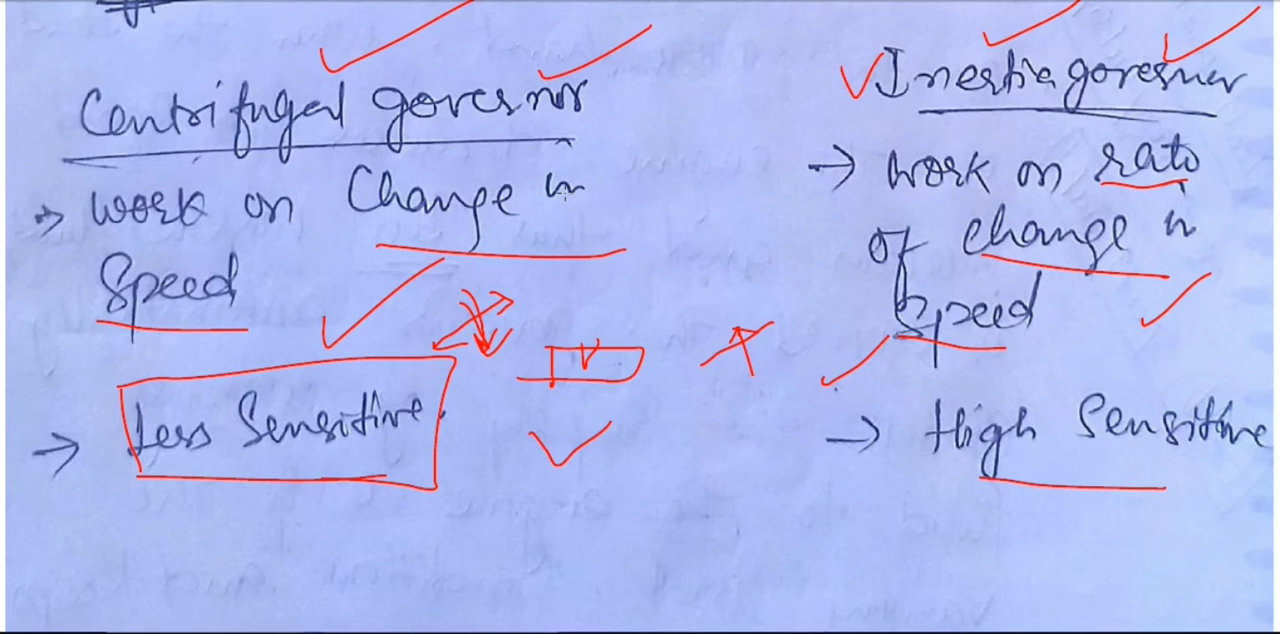 Centrifugal governor
→ work on Change in
Speed
→ Less Sensitive.
✓ Inertia governer
→ work on rate
of change in
speed
→ High Sensitive